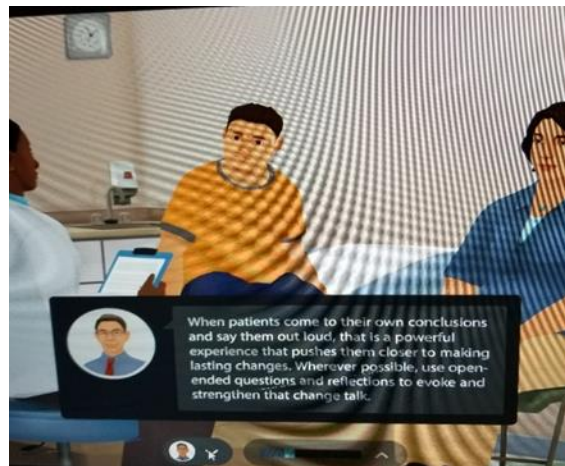 When patients come to their own conclusions
and say them out loud, that is a powerful
experience that pushes them closer to making
lasting changes. Wherever possible, use open-
ended questions and reflections to evoke and
strengthen that change talk.